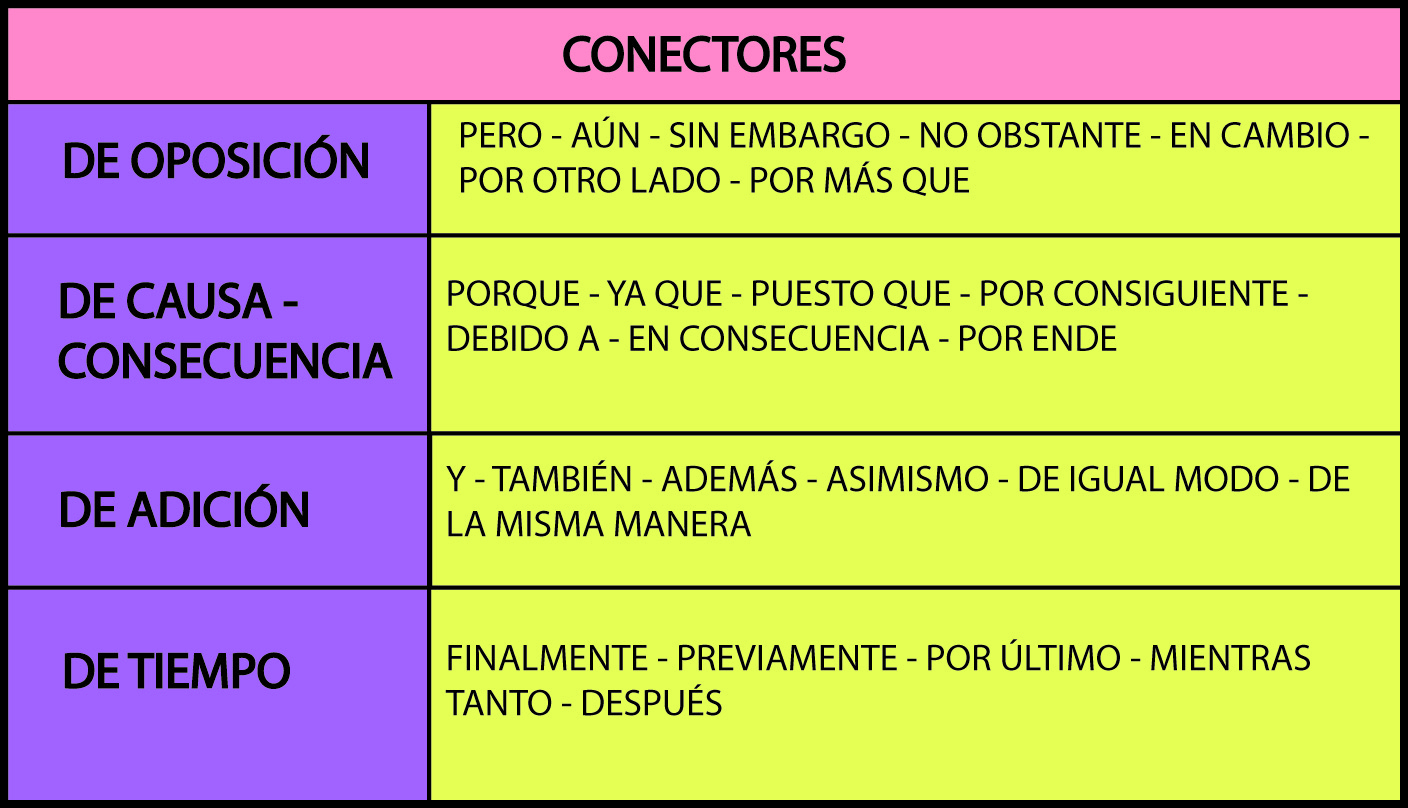 CONECTORES
DE OPOSICIÓN
PERO - AÚN - SIN EMBARGO - NO OBSTANTE - EN CAMBIO -
POR OTRO LADO - POR MÁS QUE
DE CAUSA -
CONSECUENCIA
PORQUE - YA QUE - PUESTO QUE - POR CONSIGUIENTE -
DEBIDO A - EN CONSECUENCIA - POR ENDE
DE ADICIÓN
Y - TAMBIÉN - ADEMÁS - ASIMISMO - DE IGUAL MODO - DE
LA MISMA MANERA
DE TIEMPO
FINALMENTE - PREVIAMENTE - POR ÚLTIMO - MIENTRAS
TANTO - DESPUÉS